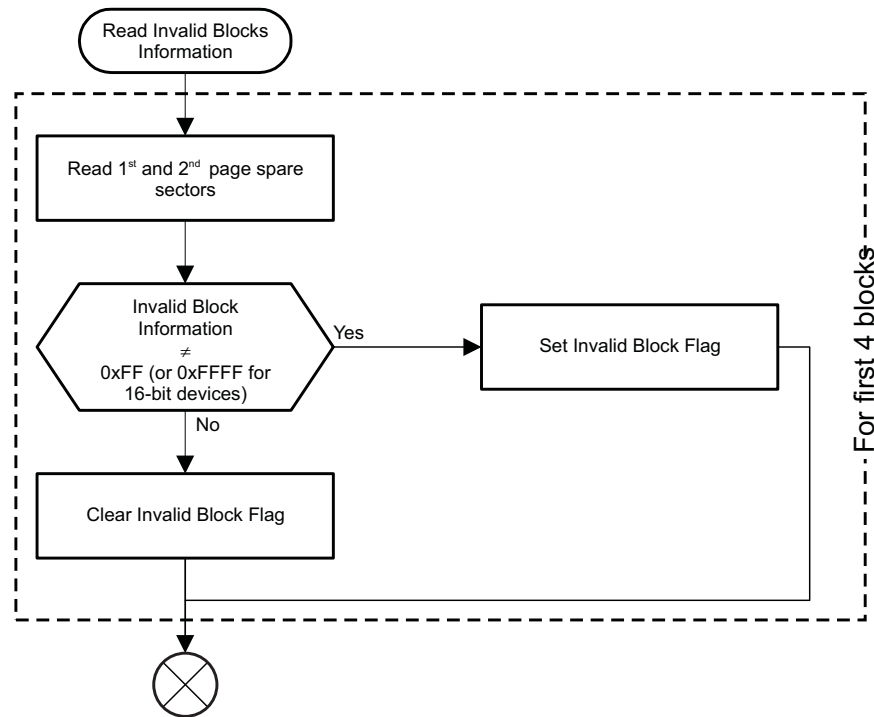 Read Invalid Blocks
Information
Read 1st and 2nd page spare
sectors
Invalid Block
Information
≠
0xFF (or 0xFFFF for
16-bit devices)
Yes
Set Invalid Block Flag
No
Clear Invalid Block Flag
For first 4 blocks